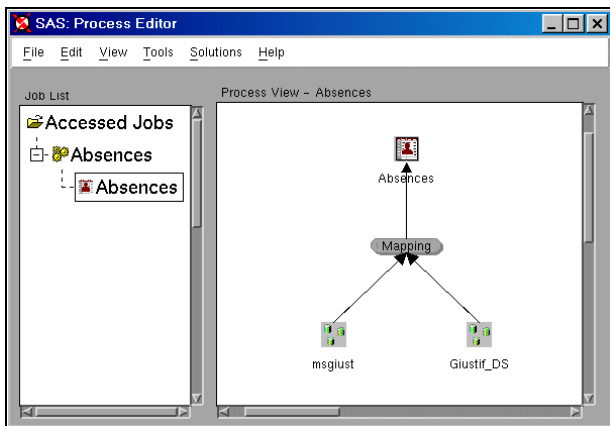 SAS: Process Editor
File Edit View Tools Solutions Help
Job List
Accessed Jobs
Absences
Absences
Process View - Absences
Absences
Mapping
msgiust
Giustif_DS